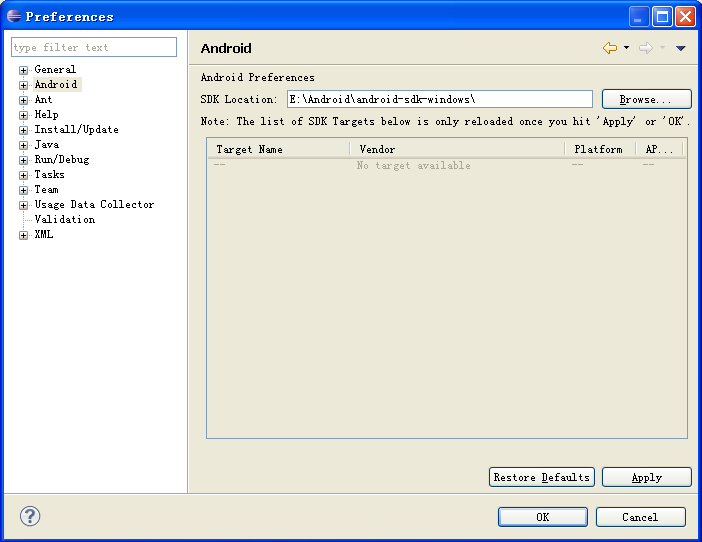 Preferences
type filter text
General
Android
Ant
Help
Install/Update
Java
Run/Debug
Tasks
Team
Usage Data Collector
Validation
XML
Android
Android Preferences
SDK Location: E:\Android\android-sdk-windows\ Browse...
Note: The list of SDK Targets below is only reloaded once you hit 'Apply' or 'OK'.
Target Name Vendor Platform AP...
-- No target available -- --
Restore Defaults Apply
? OK Cancel